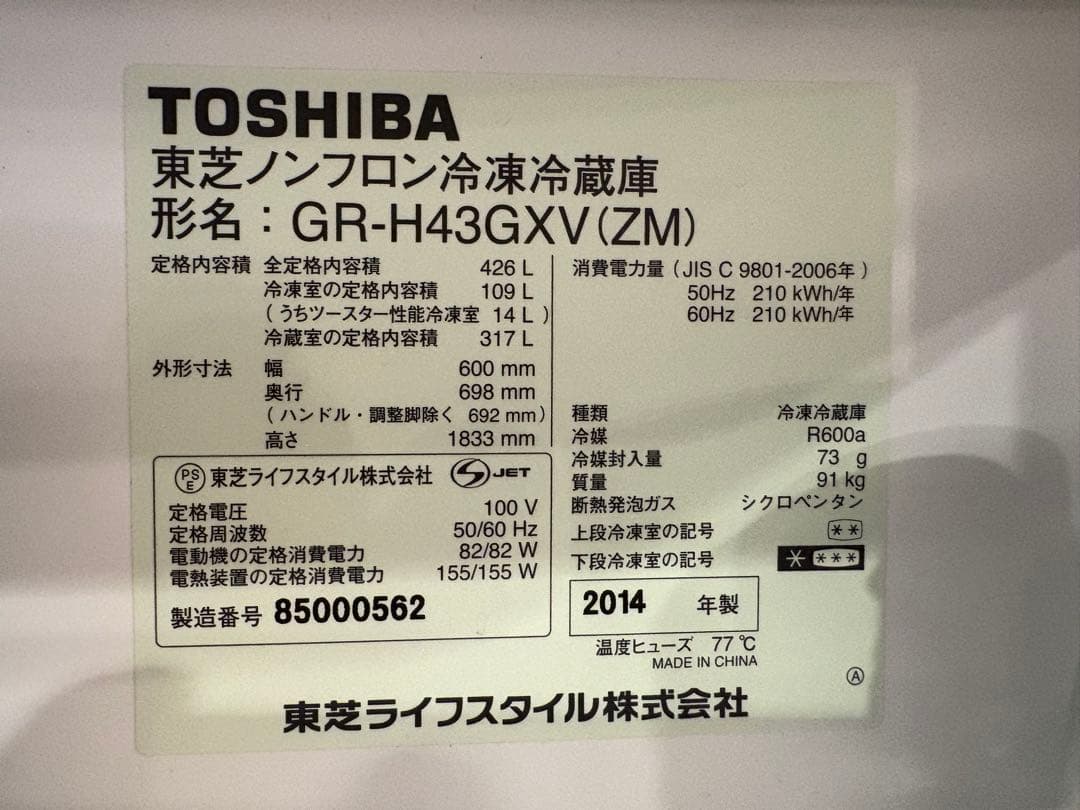 TOSHIBA
東芝ノンフロン冷凍冷蔵庫
形名：GR-H43GXV(ZM)
定格内容積 全定格内容積 426 L
冷凍室の定格内容積 109 L
(うちツースター性能冷凍室 14 L)
冷蔵室の定格内容積 317 L
外形寸法 幅 600 mm
奥行 698 mm
(ハンドル・調整脚除く 692 mm)
高さ 1833 mm
消費電力量 (JIS C 9801-2006年)
50Hz 210 kWh/年
60Hz 210 kWh/年
種類 冷凍冷蔵庫
冷媒 R600a
冷媒封入量 73 g
質量 91 kg
断熱発泡ガス シクロペンタン
上段冷凍室の記号 **
下段冷凍室の記号 * ***
PSE 東芝ライフスタイル株式会社 S JET
定格電圧 100 V
定格周波数 50/60 Hz
電動機の定格消費電力 82/82 W
電熱装置の定格消費電力 155/155 W
製造番号 85000562
2014 年製
温度ヒューズ 77℃
MADE IN CHINA
A
東芝ライフスタイル株式会社